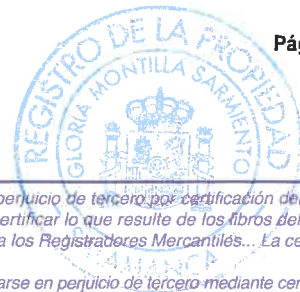 Pág
REGISTRO DE LA PROPIEDAD
GLORIA MONTILLA SARMIENTO
perjuicio de tercero por certificación del
certificar lo que resulte de los libros del
a los Registradores Mercantiles... La ce
arse en perjuicio de tercero mediante cer